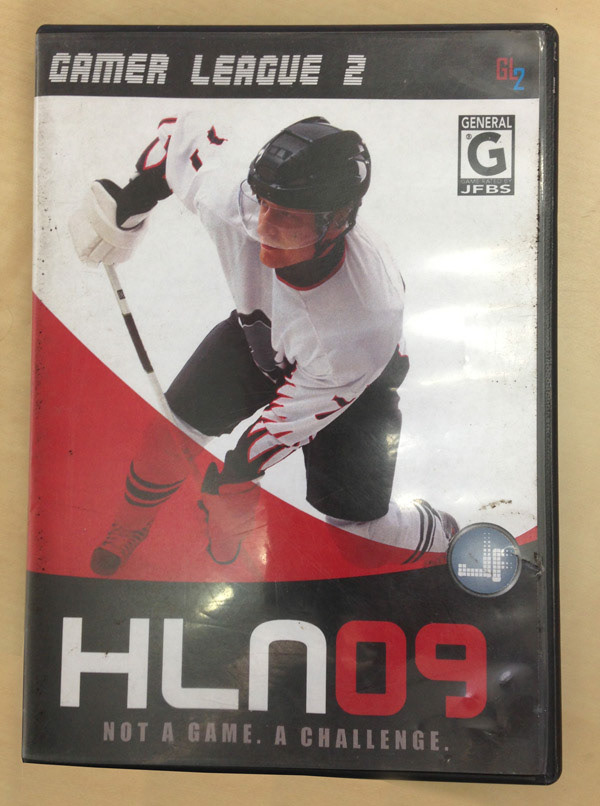 GAMER LEAGUE 2
GL2
GENERAL
G
JFBS
HLN09
NOT A GAME. A CHALLENGE.